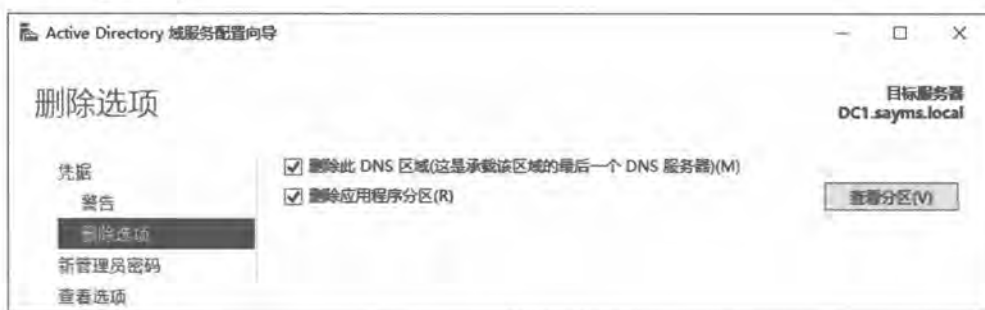 Active Directory 域服务配置向导
删除选项
目标服务器
DC1.sayms.local
凭据
警告
删除选项
新管理员密码
查看选项
删除此 DNS 区域(这是承载该区域的最后一个 DNS 服务器)(M)
删除应用程序分区(R)
查看分区(V)